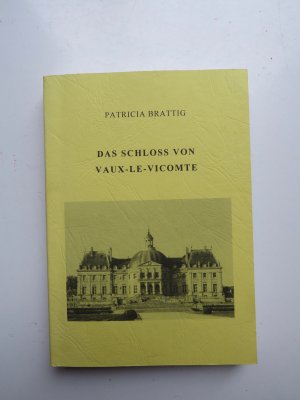 PATRICIA BRATTIG
DAS SCHLOSS VON
VAUX-LE-VICOMTE